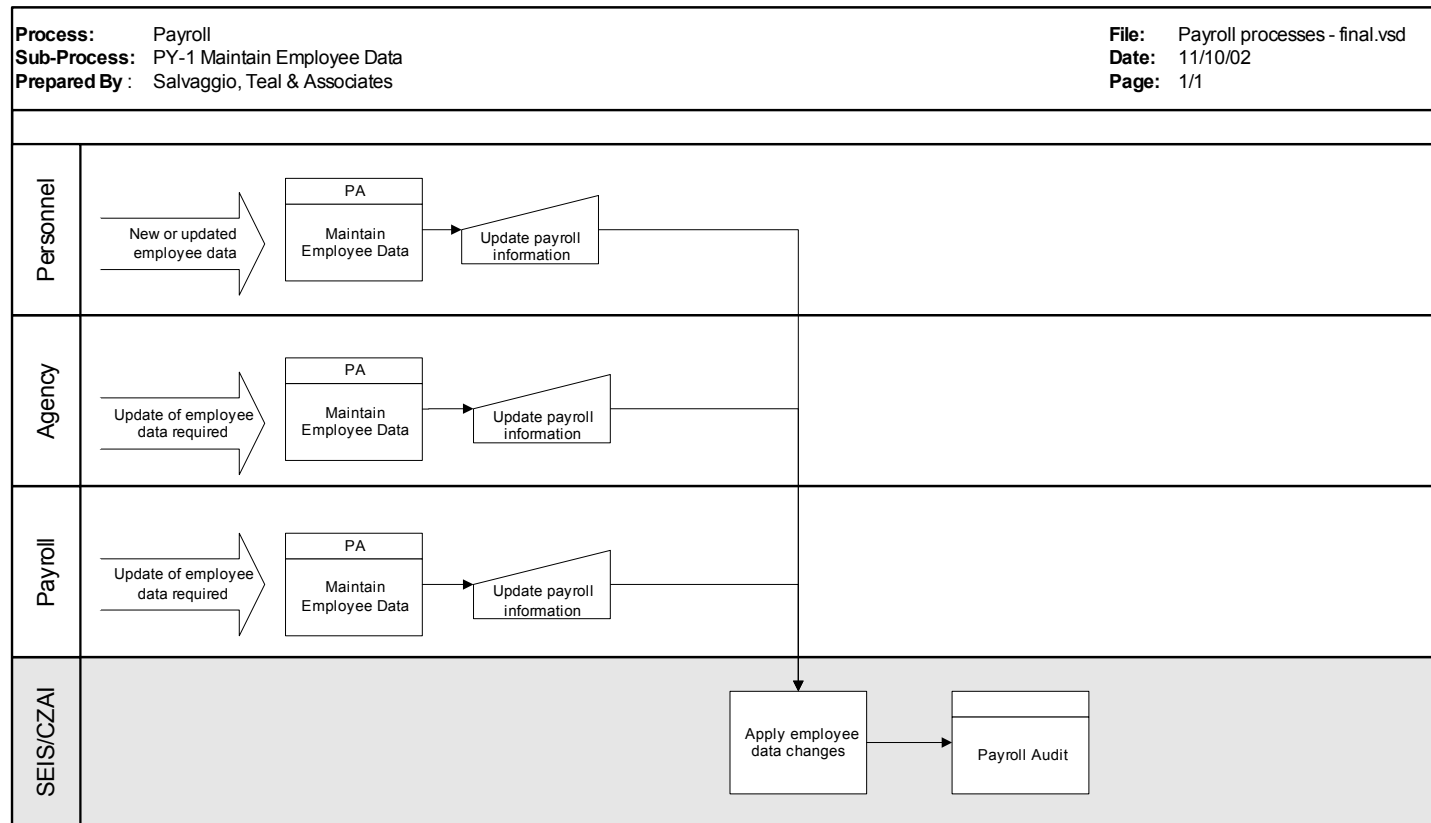 Process: Payroll
Sub-Process: PY-1 Maintain Employee Data
Prepared By : Salvaggio, Teal & Associates
File: Payroll processes - final.vsd
Date: 11/10/02
Page: 1/1
Personnel
New or updated
employee data
PA
Maintain
Employee Data
Update payroll
information
Agency
Update of employee
data required
PA
Maintain
Employee Data
Update payroll
information
Payroll
Update of employee
data required
PA
Maintain
Employee Data
Update payroll
information
SEIS/CZAI
Apply employee
data changes
Payroll Audit